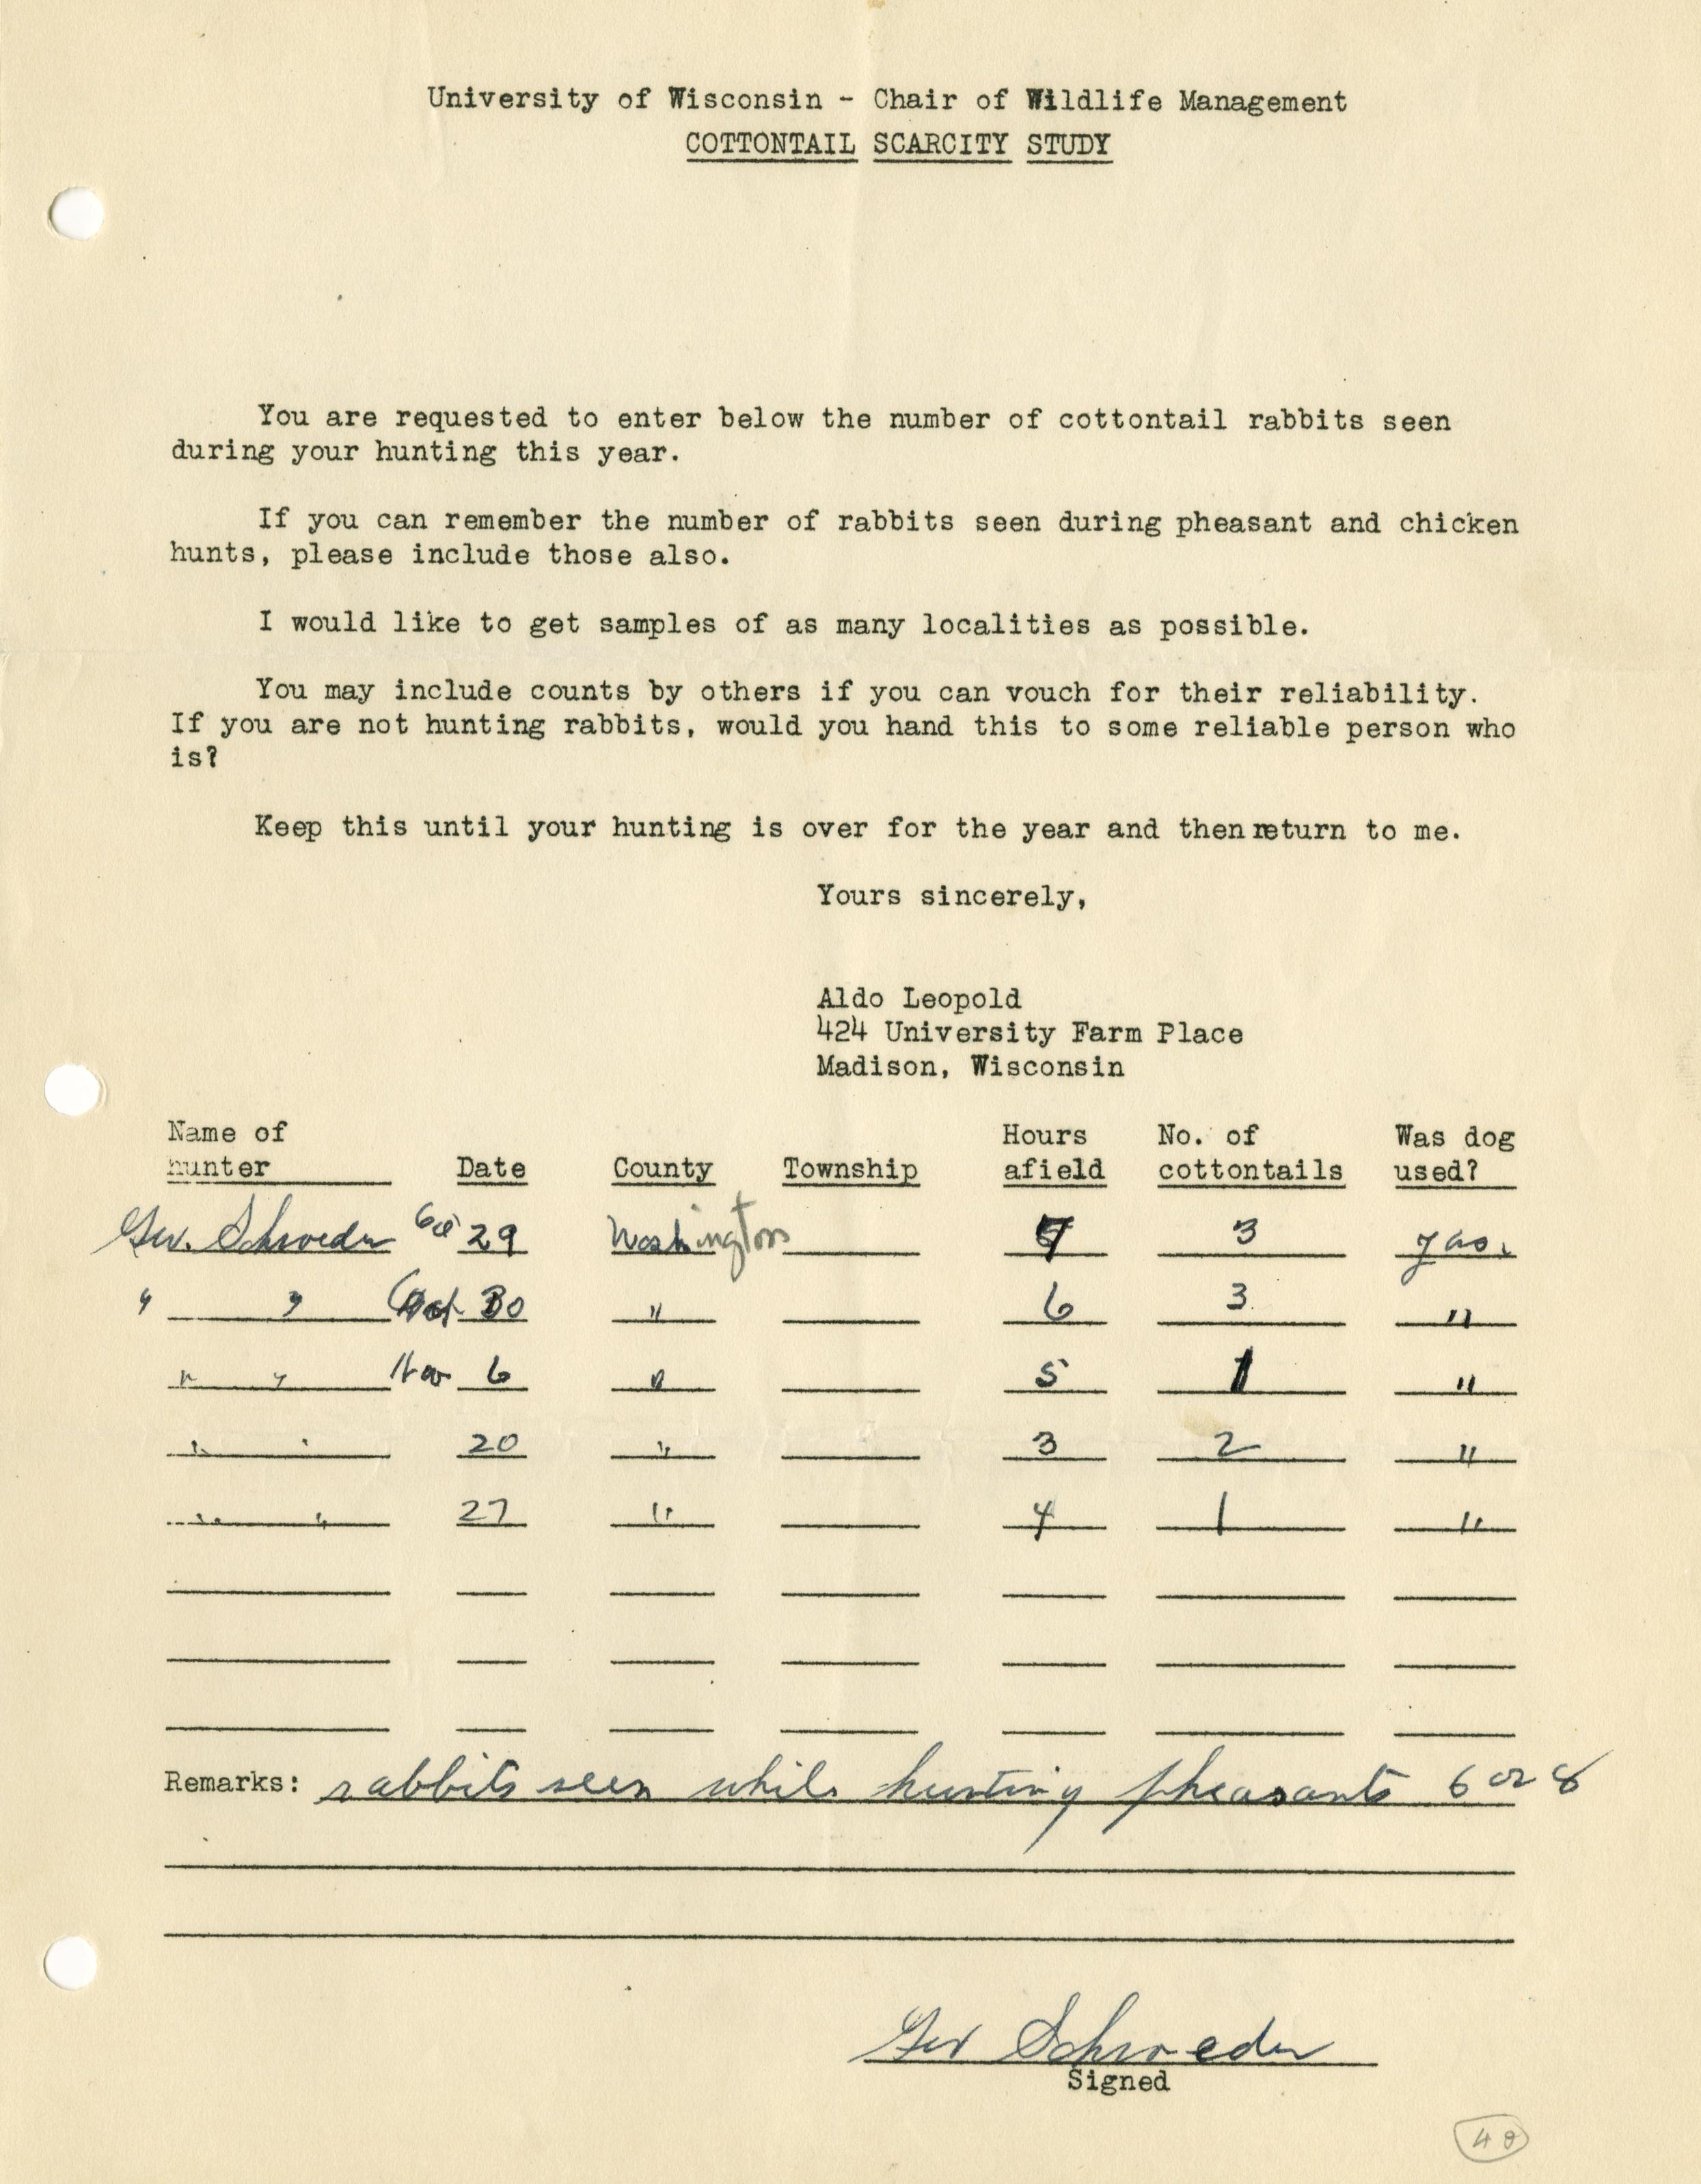 University of Wisconsin - Chair of Wildlife Management
COTTONTAIL SCARCITY STUDY
You are requested to enter below the number of cottontail rabbits seen
during your hunting this year.
If you can remember the number of rabbits seen during pheasant and chicken
hunts, please include those also.
I would like to get samples of as many localities as possible.
You may include counts by others if you can vouch for their reliability.
If you are not hunting rabbits, would you hand this to some reliable person who
is?
Keep this until your hunting is over for the year and then return to me.
Yours sincerely,
Aldo Leopold
424 University Farm Place
Madison, Wisconsin
Name of Hours No. of Was dog
hunter Date County Township afield cottontails used?
Schroeder 29 Washington 3 yes.
" " Oct 30 " 6 3 "
" " Nov 6 " 5 1 "
" " 20 " 3 2 "
" " 27 " 4 1 "
Remarks: rabbits seen while hunting pheasants 6 or 8
Schroeder
Signed
48